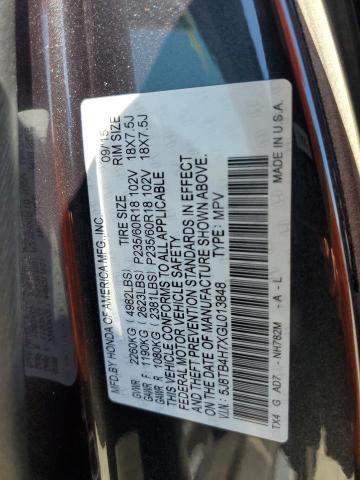 MFD.BY HONDA OF AMERICA MFG.,INC. 09/15
TIRE SIZE RIM SIZE
GVWR 2260KG (4982LBS)
GAWR F 1190KG (2623LBS) P235/60R18 102V 18X7.5J
GAWR R 1080KG (2381LBS) P235/60R18 102V 18X7.5J
THIS VEHICLE CONFORMS TO ALL APPLICABLE
FEDERAL MOTOR VEHICLE SAFETY
AND THEFT PREVENTION STANDARDS IN EFFECT
ON THE DATE OF MANUFACTURE SHOWN ABOVE.
V.I.N.: 5J8TB4H7XGL013848 TYPE: MPV
TX4 G AD7 - NH782M - A - L MADE IN U.S.A.